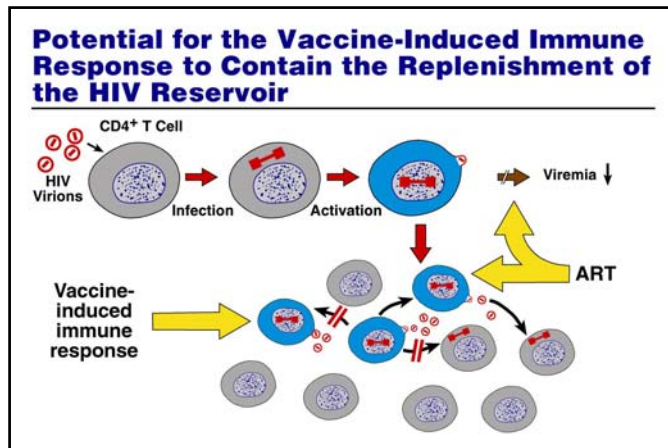 Potential for the Vaccine-Induced Immune
Response to Contain the Replenishment of
the HIV Reservoir
CD4+ T Cell
HIV
Virions
Infection
Activation
Viremia ↓
ART
Vaccine-
induced
immune
response